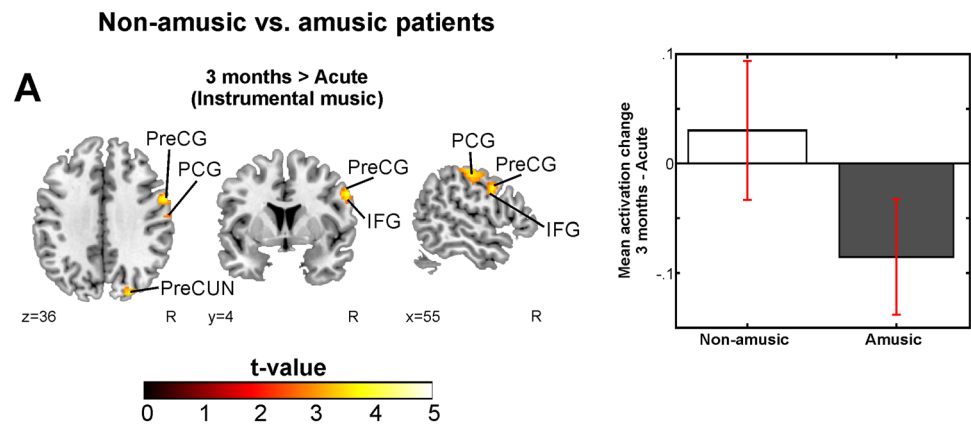 Non-amusic vs. amusic patients
A
3 months > Acute
(Instrumental music)
PreCG
PCG
PreCUN
z=36
R
PreCG
IFG
y=4
R
PCG
PreCG
IFG
x=55
R
t-value
0 1 2 3 4 5
Mean activation change
3 months - Acute
.1
0
-.1
Non-amusic
Amusic